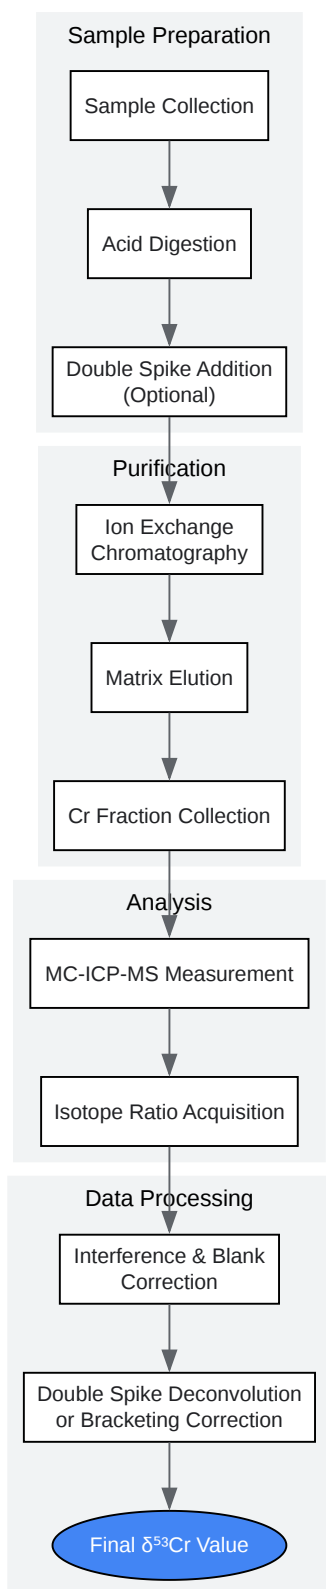 Sample Preparation
Sample Collection
Acid Digestion
Double Spike Addition
(Optional)
Purification
Ion Exchange
Chromatography
Matrix Elution
Cr Fraction Collection
Analysis
MC-ICP-MS Measurement
Isotope Ratio Acquisition
Data Processing
Interference & Blank
Correction
Double Spike Deconvolution
or Bracketing Correction
Final δ⁵³Cr Value